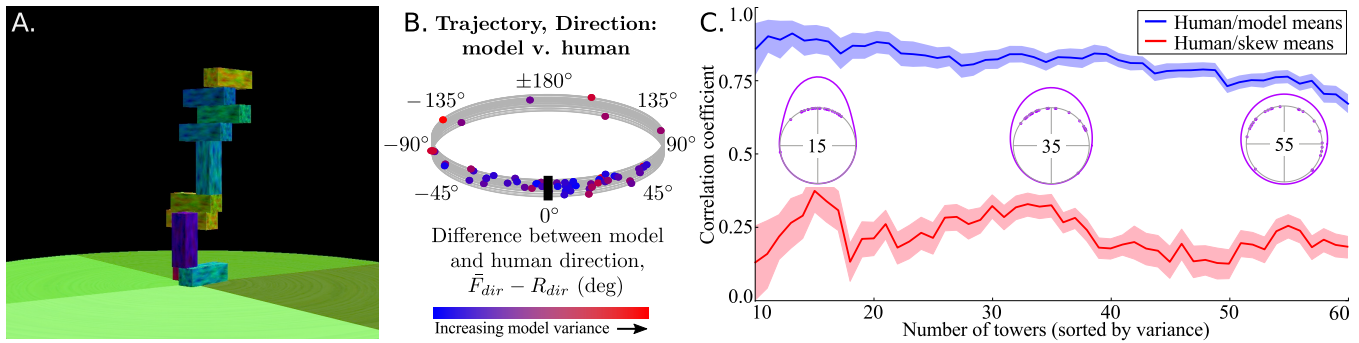 A.
B. Trajectory, Direction:
model v. human
±180°
−135°
135°
−90°
90°
−45°
45°
0°
Difference between model
and human direction,
F̄dir − Rdir (deg)
Increasing model variance
C.
Correlation coefficient
1.0
0.75
0.5
0.25
0.0
Human/model means
Human/skew means
15
35
55
10
20
30
40
50
60
Number of towers (sorted by variance)